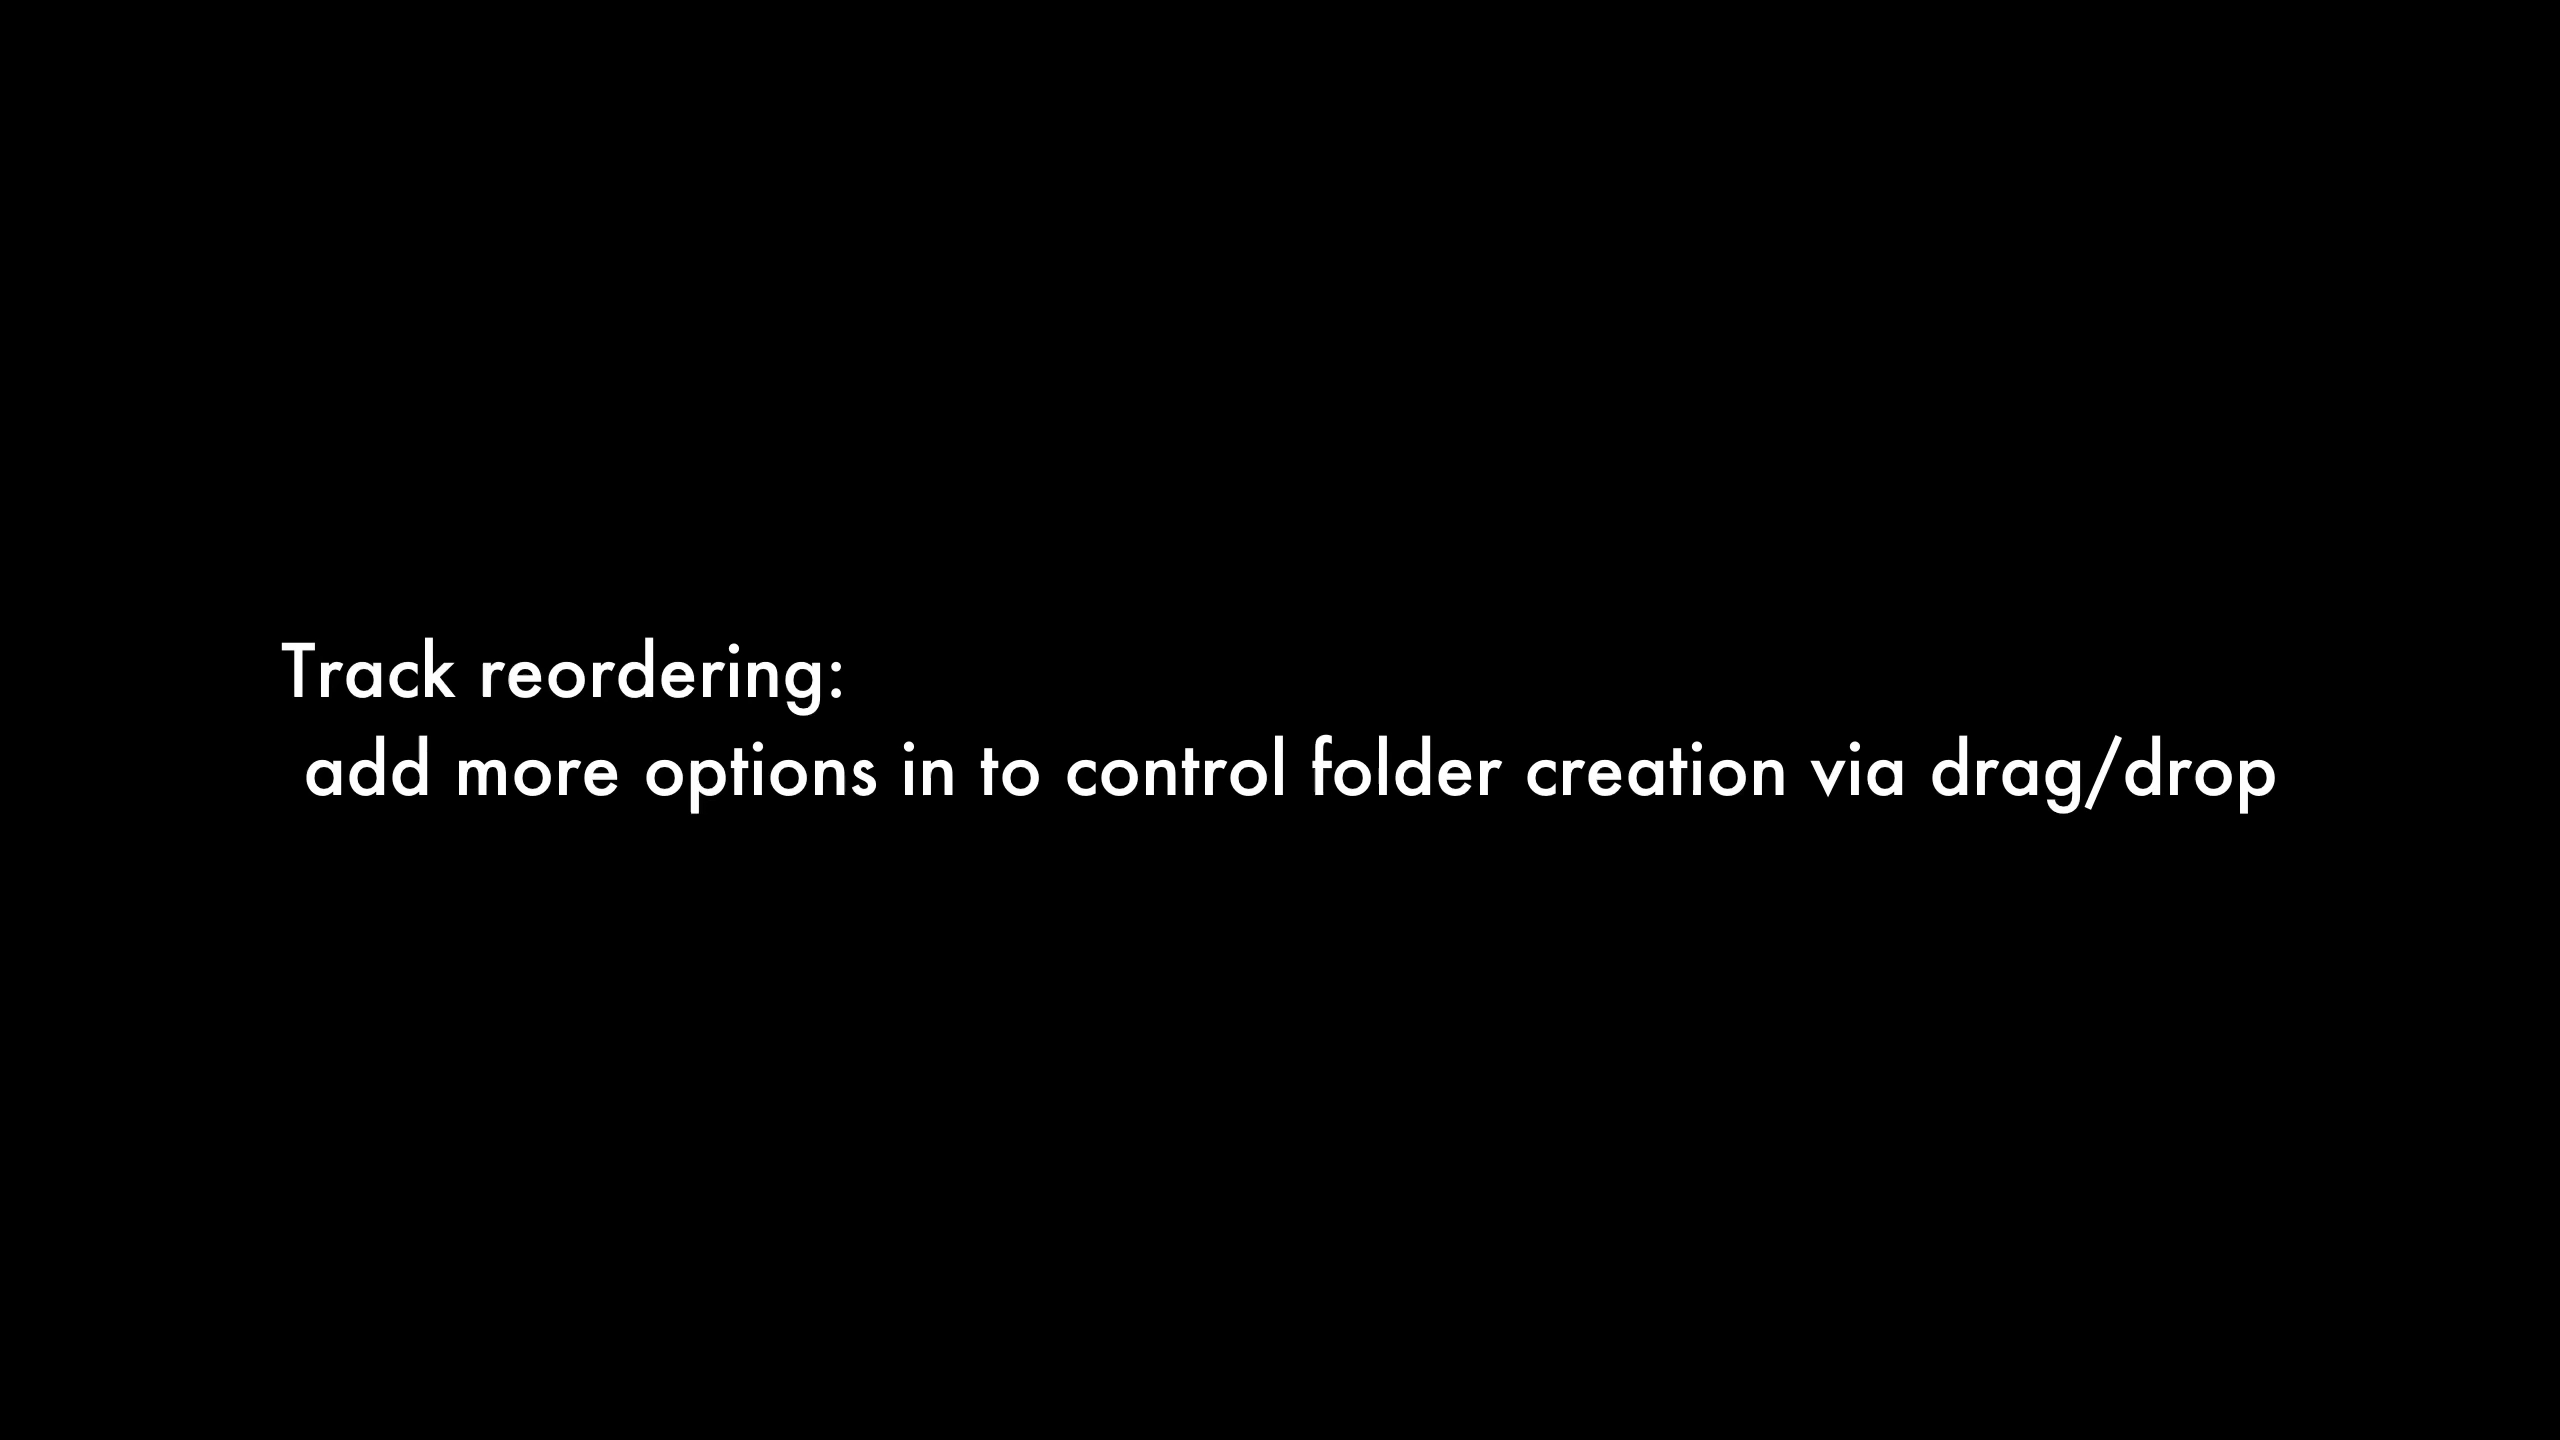 Track reordering:
add more options in to control folder creation via drag/drop